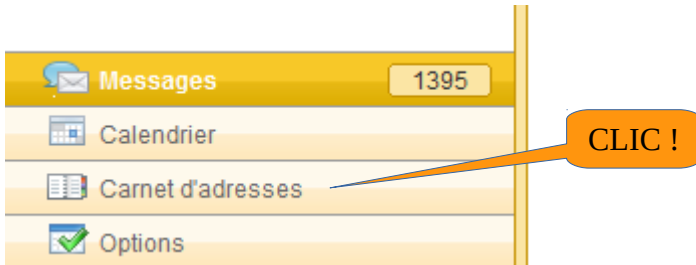 Messages 1395
Calendrier
CLIC !
Carnet d'adresses
Options